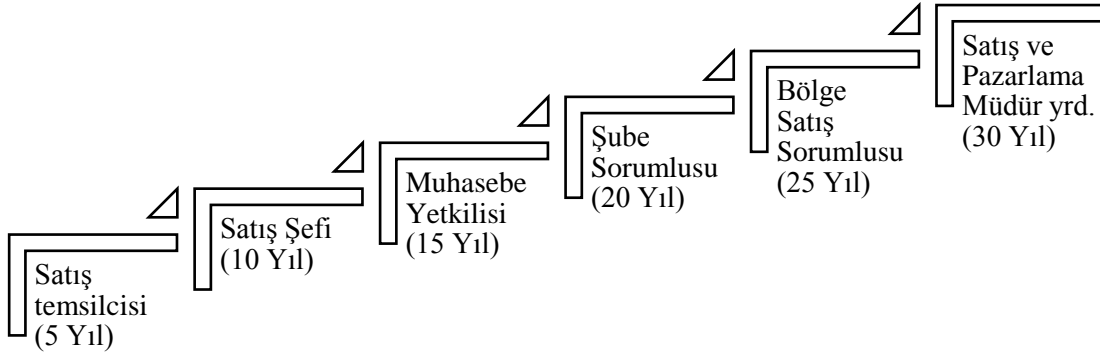 Satış
temsilcisi
(5 Yıl)
Satış Şefi
(10 Yıl)
Muhasebe
Yetkilisi
(15 Yıl)
Şube
Sorumlusu
(20 Yıl)
Bölge
Satış
Sorumlusu
(25 Yıl)
Satış ve
Pazarlama
Müdür yrd.
(30 Yıl)